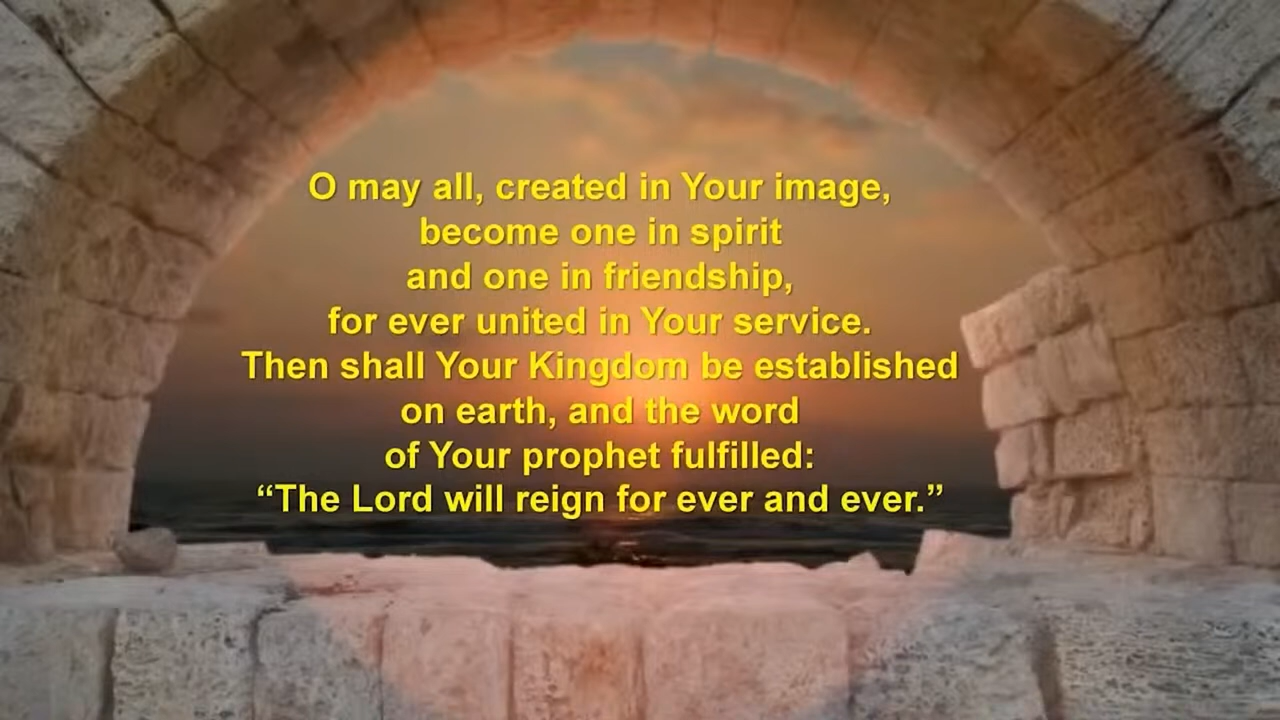 O may all, created in Your image,
become one in spirit
and one in friendship,
for ever united in Your service.
Then shall Your Kingdom be established
on earth, and the word
of Your prophet fulfilled:
“The Lord will reign for ever and ever.”